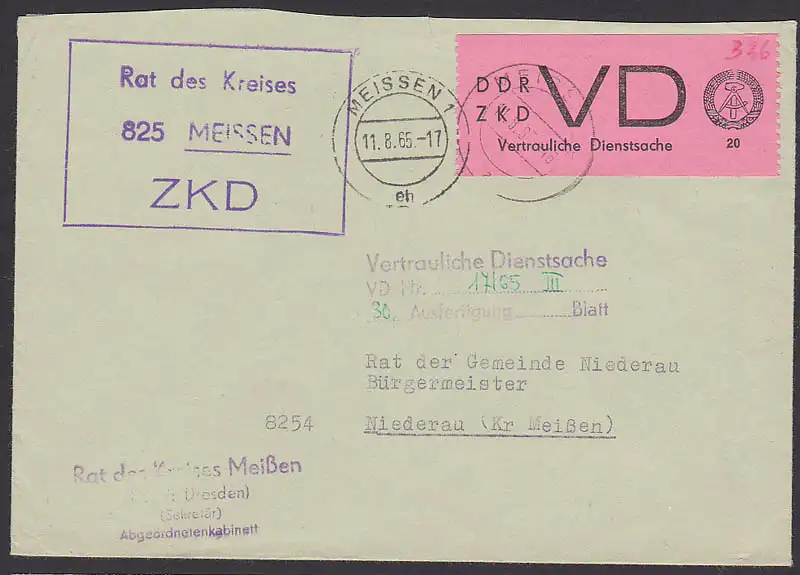 Rat des Kreises
825 MEISSEN
ZKD
MEISSEN 1
11.8.65.-17
eh
336
DDR
ZKD
VD
Vertrauliche Dienstsache
20
Vertrauliche Dienstsache
VD Nr. 17/65 III
30. Ausfertigung Blatt
Rat der Gemeinde Niederau
Bürgermeister
8254 Niederau (Kr Meißen)
Rat des Kreises Meißen
(Sekretär)
Abgeordnetenkabinett